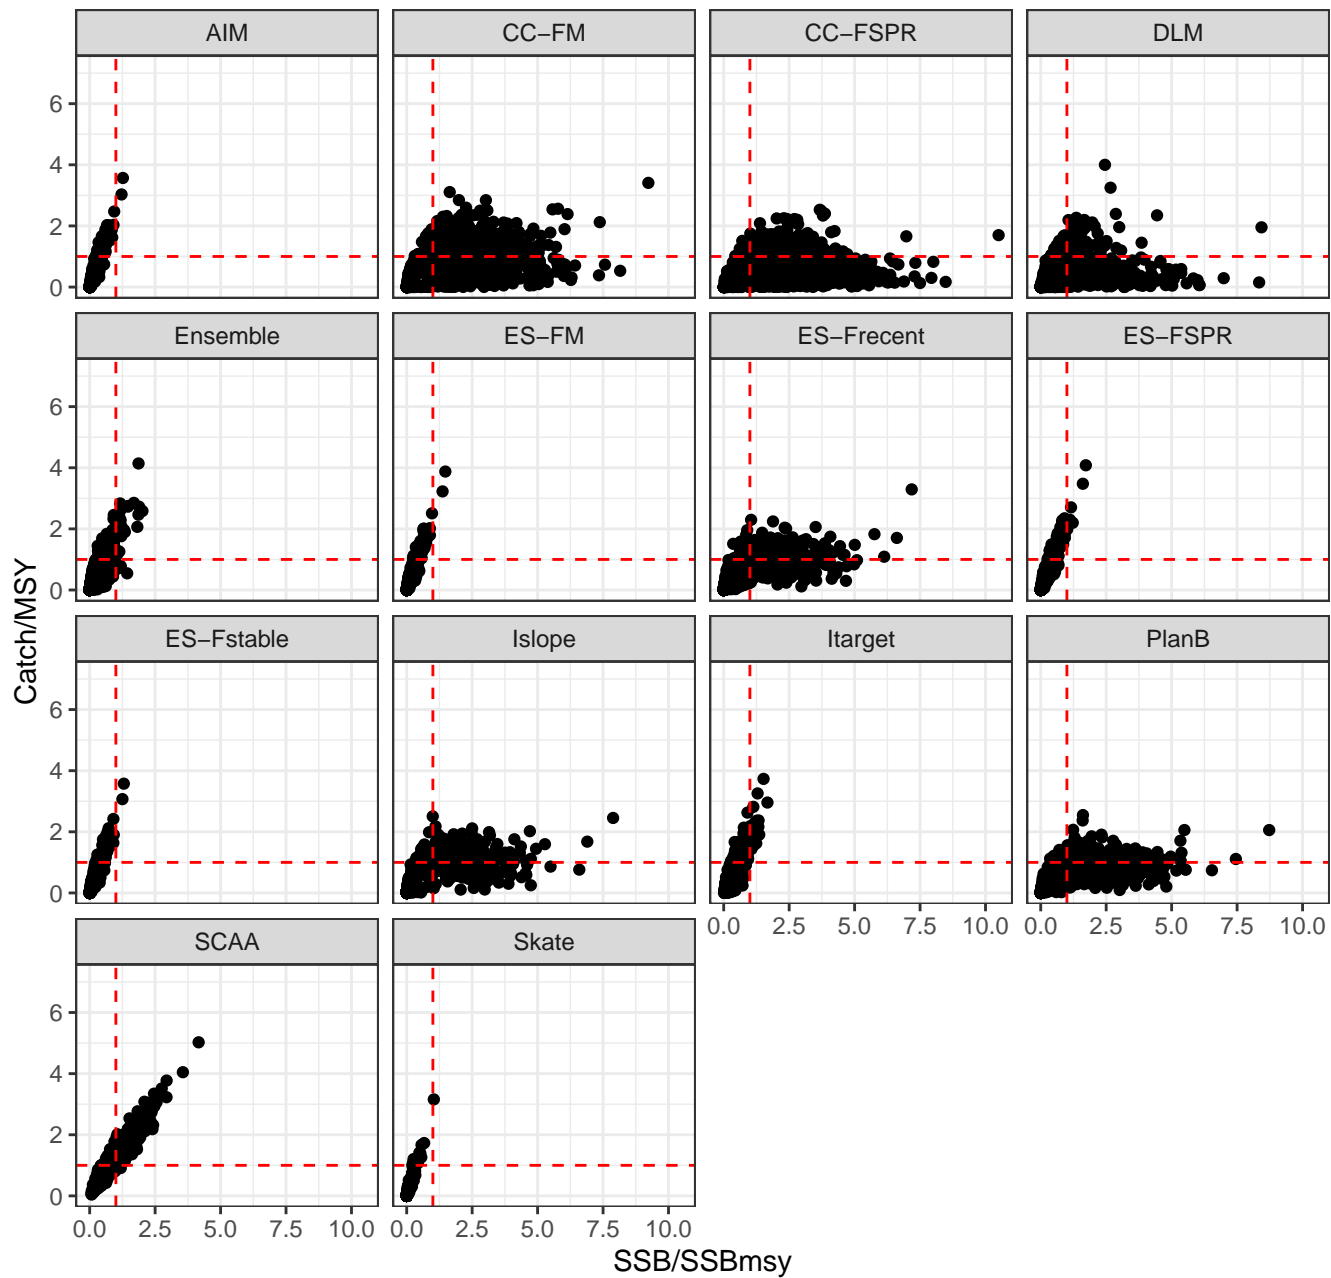 AIM CC−FM CC−FSPR DLM
6
4
2
0
Ensemble ES−FM ES−Frecent ES−FSPR
6
4
2
0
ES−Fstable Islope Itarget PlanB
6
4
2
0
0.0 2.5 5.0 7.5 10.0 0.0 2.5 5.0 7.5 10.0
SCAA Skate
6
4
2
0
0.0 2.5 5.0 7.5 10.0 0.0 2.5 5.0 7.5 10.0
SSB/SSBmsy
Catch/MSY